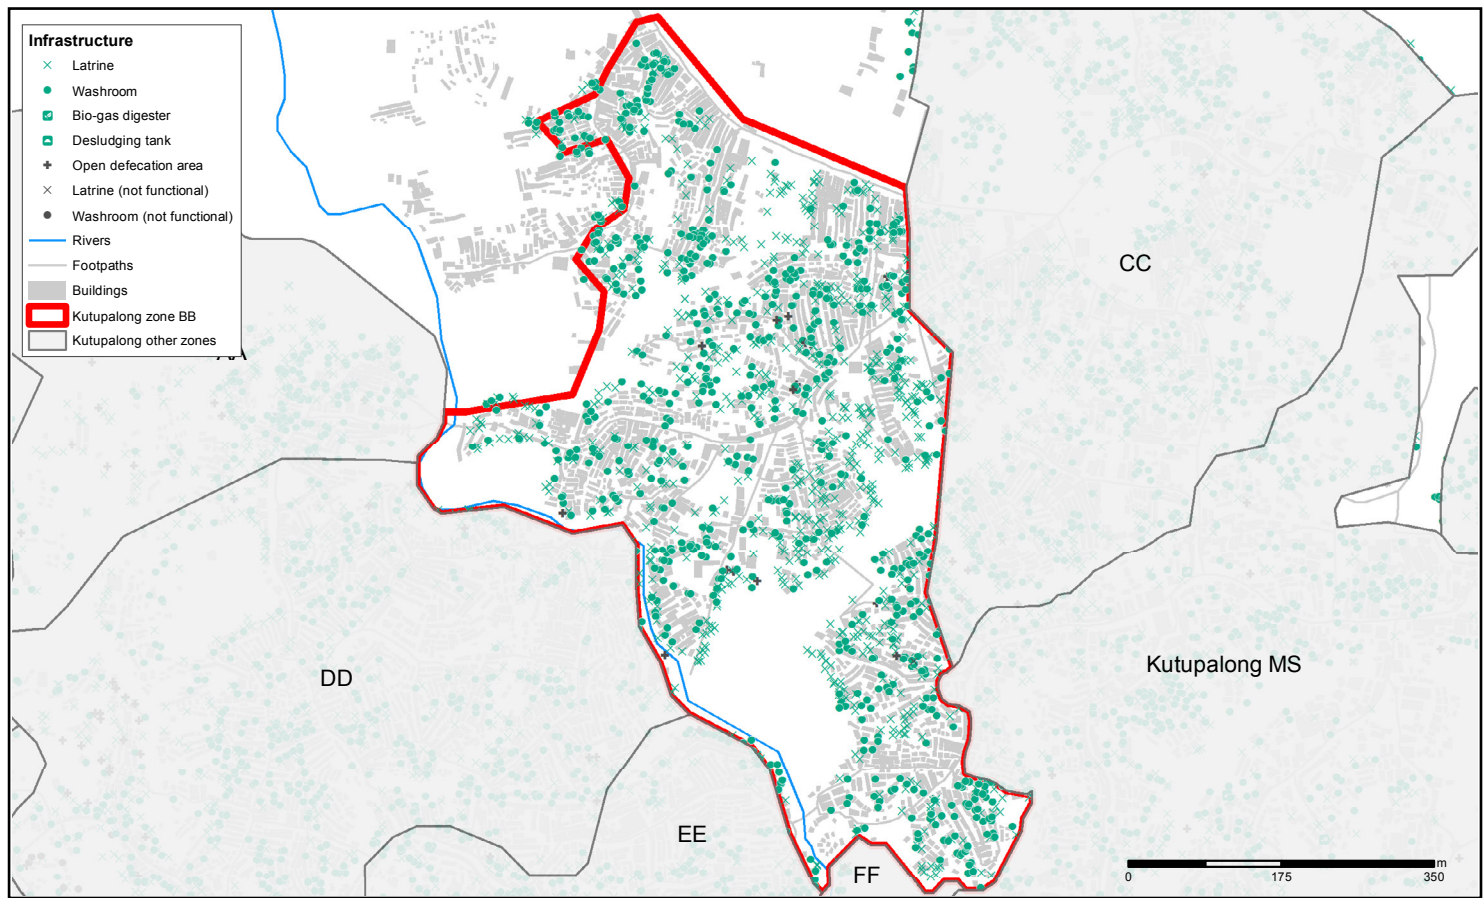 Infrastructure
Latrine
Washroom
Bio-gas digester
Desludging tank
Open defecation area
Latrine (not functional)
Washroom (not functional)
Rivers
Footpaths
Buildings
Kutupalong zone BB
Kutupalong other zones
AA
CC
DD
Kutupalong MS
EE
FF
m
0 175 350